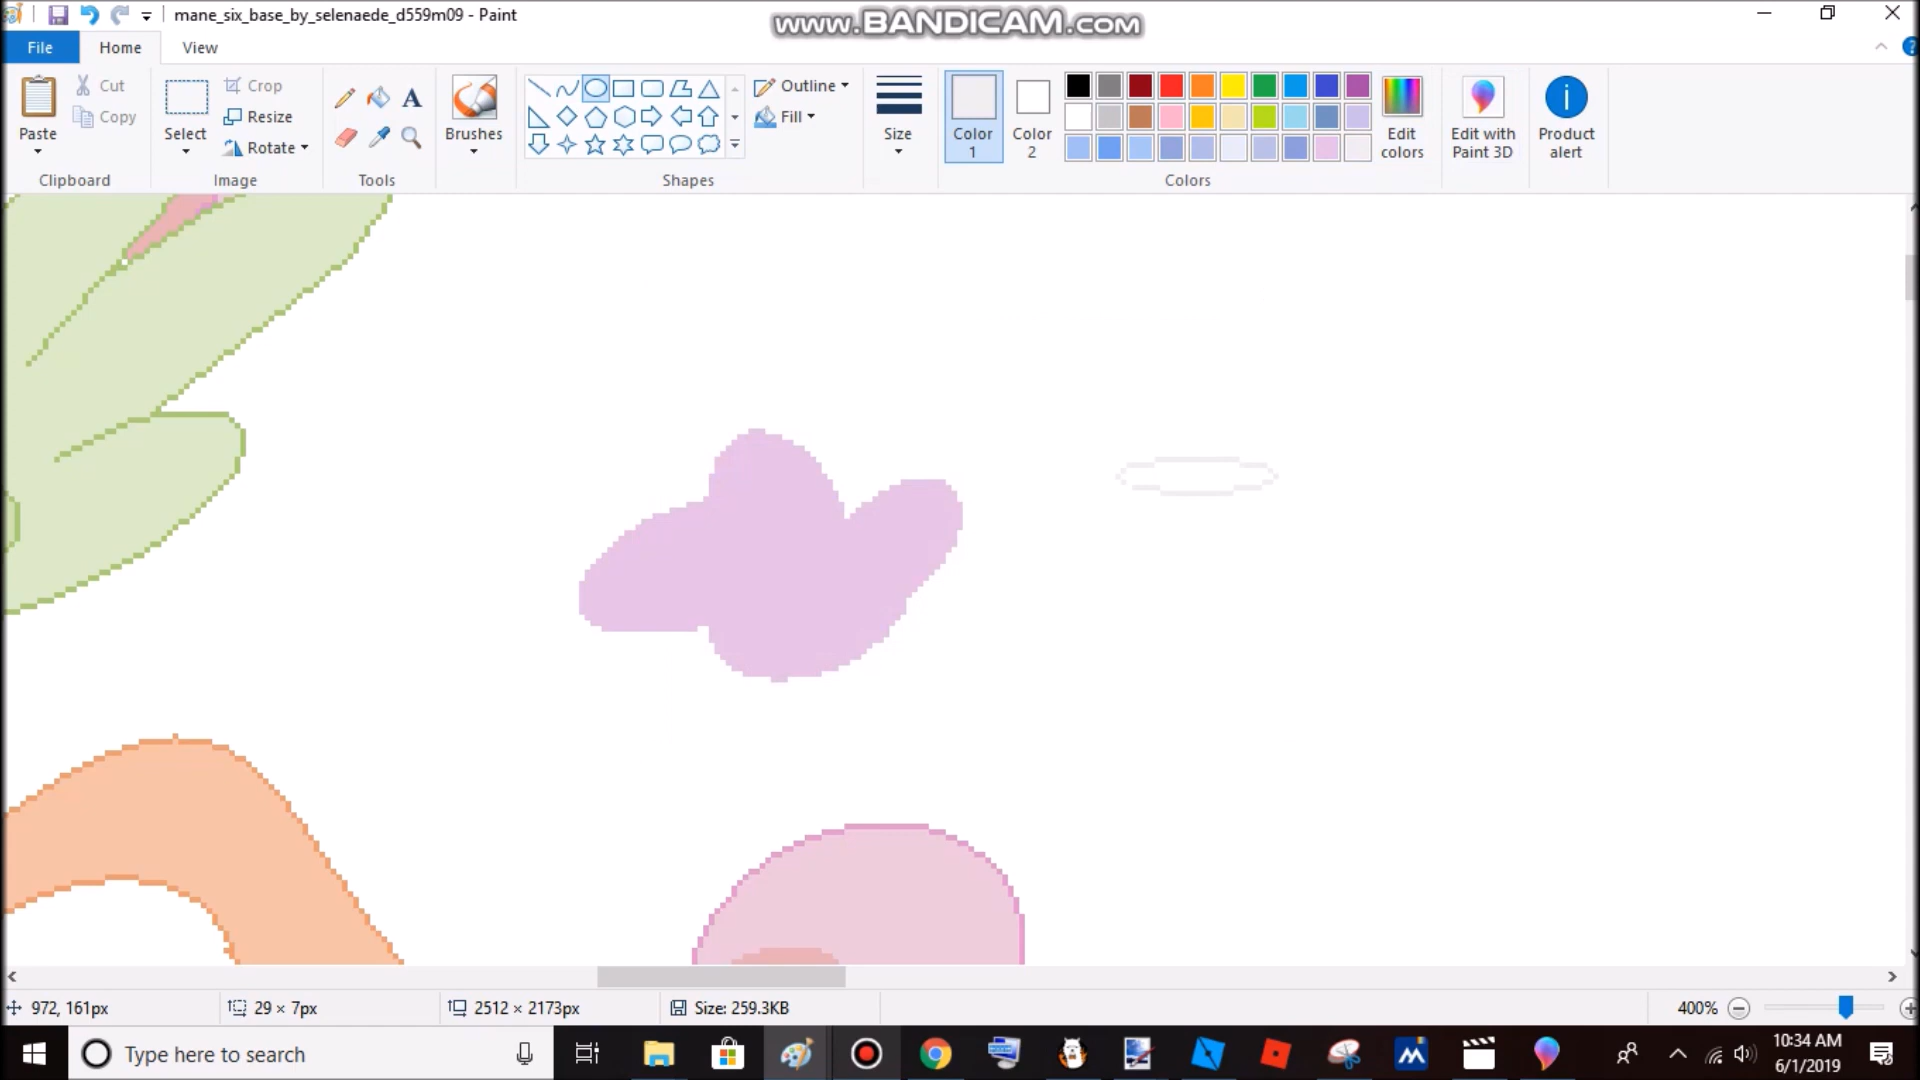 mane_six_base_by_selenaede_d559m09 - Paint
www.BANDICAM.com
File
Home
View
Paste
Cut
Copy
Clipboard
Select
Crop
Resize
Rotate
Image
A
Tools
Brushes
Shapes
Outline
Fill
Size
Color
1
Color
2
Colors
Edit
colors
Edit with
Paint 3D
Product
alert
972, 161px
29 × 7px
2512 × 2173px
Size: 259.3KB
400%
Type here to search
10:34 AM
6/1/2019